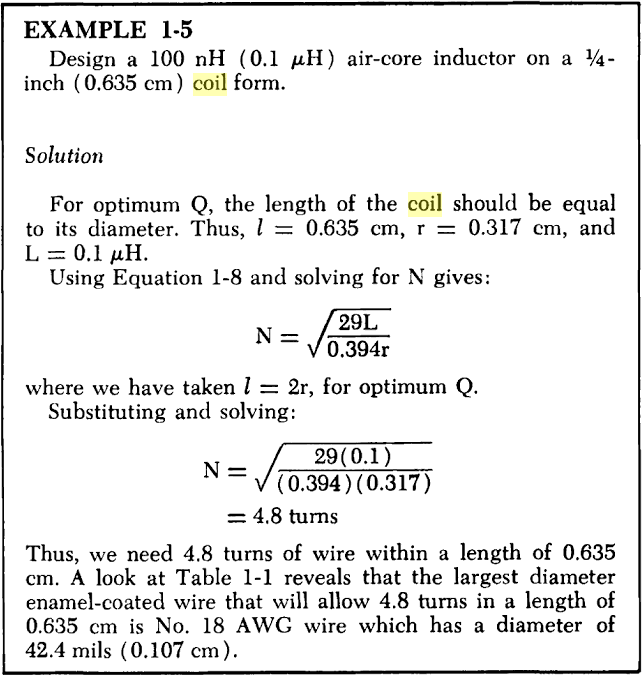 EXAMPLE 1-5
Design a 100 nH (0.1 μH) air-core inductor on a ¼-
inch (0.635 cm) coil form.
Solution
For optimum Q, the length of the coil should be equal
to its diameter. Thus, l = 0.635 cm, r = 0.317 cm, and
L = 0.1 μH.
Using Equation 1-8 and solving for N gives:
N = √(29L / 0.394r)
where we have taken l = 2r, for optimum Q.
Substituting and solving:
N = √(29(0.1) / (0.394)(0.317))
= 4.8 turns
Thus, we need 4.8 turns of wire within a length of 0.635
cm. A look at Table 1-1 reveals that the largest diameter
enamel-coated wire that will allow 4.8 turns in a length of
0.635 cm is No. 18 AWG wire which has a diameter of
42.4 mils (0.107 cm).